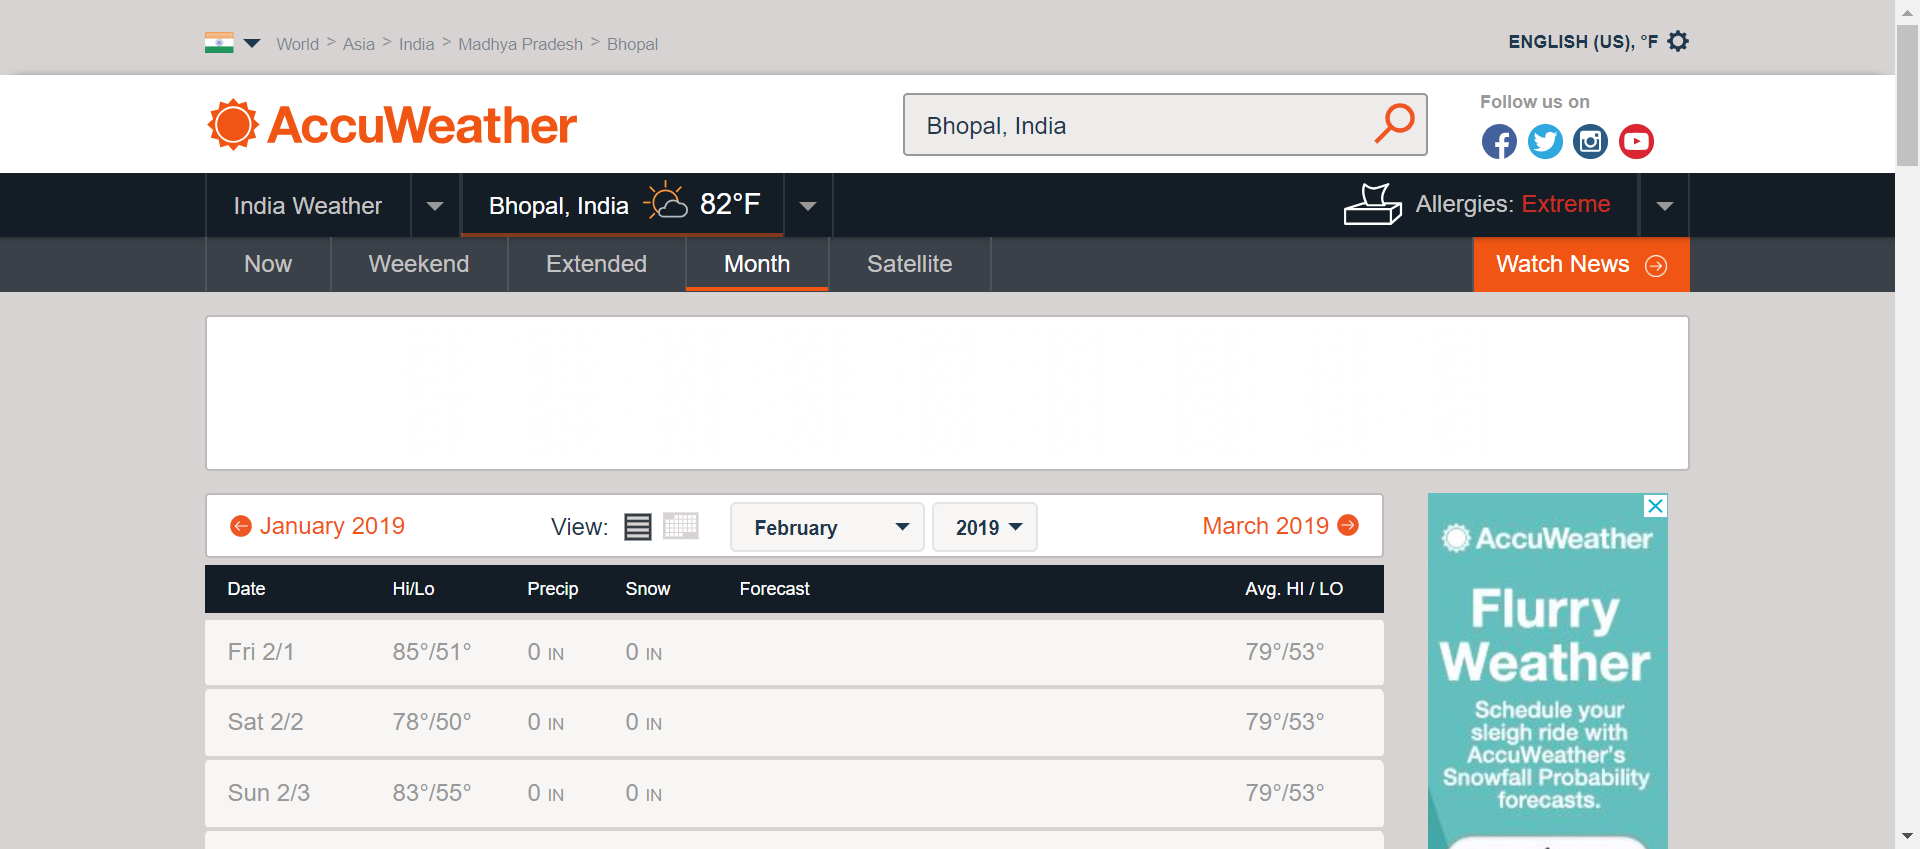 World > Asia > India > Madhya Pradesh > Bhopal
ENGLISH (US), °F
AccuWeather
Bhopal, India
Follow us on
India Weather
Bhopal, India
82°F
Allergies: Extreme
Now
Weekend
Extended
Month
Satellite
Watch News
January 2019
View:
February
2019
March 2019
Date Hi/Lo Precip Snow Forecast Avg. HI / LO
Fri 2/1 85°/51° 0 IN 0 IN 79°/53°
Sat 2/2 78°/50° 0 IN 0 IN 79°/53°
Sun 2/3 83°/55° 0 IN 0 IN 79°/53°
AccuWeather
Flurry
Weather
Schedule your
sleigh ride with
AccuWeather's
Snowfall Probability
forecasts.